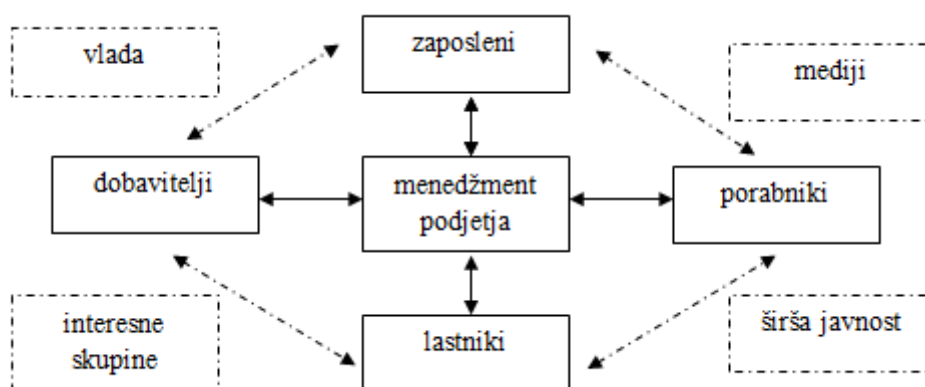 zaposleni
vlada
mediji
dobavitelji
menedžment
podjetja
porabniki
interesne
skupine
lastniki
širša javnost